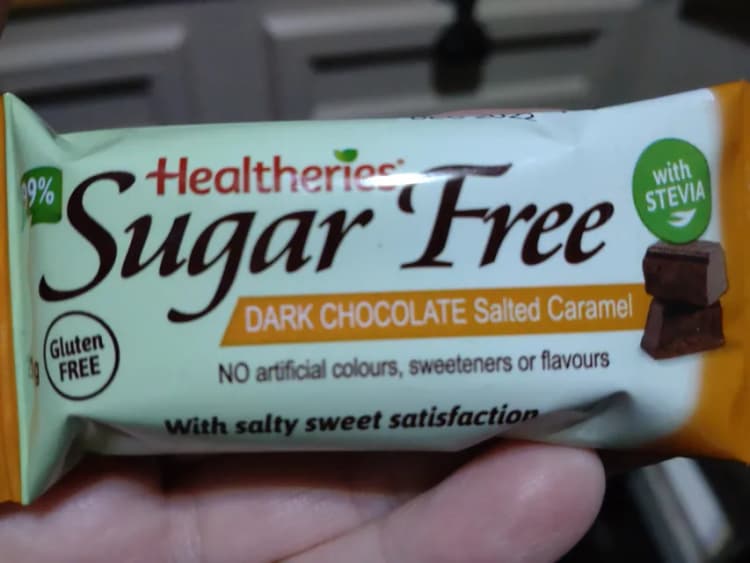 Healtheries
Sugar Free
with
STEVIA
DARK CHOCOLATE Salted Caramel
Gluten
FREE
NO artificial colours, sweeteners or flavours
With salty sweet satisfaction